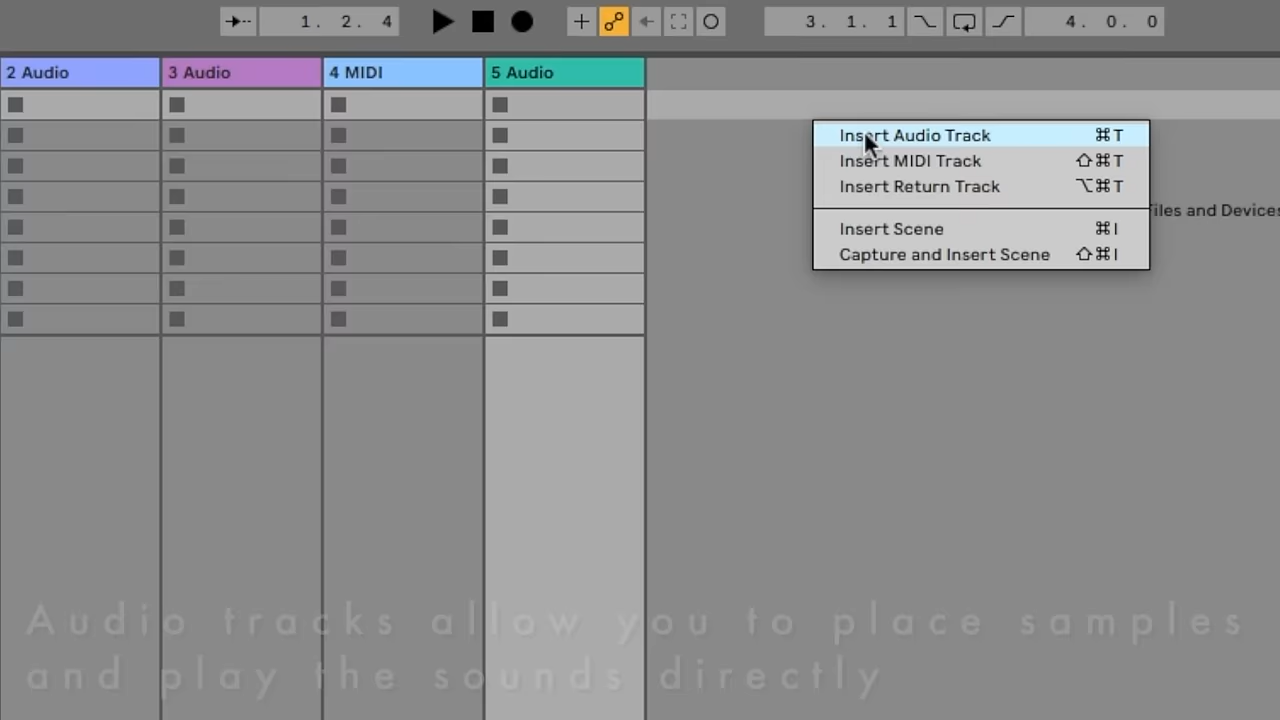 1. 2. 4
3. 1. 1
4. 0. 0
2 Audio
3 Audio
4 MIDI
5 Audio
Insert Audio Track ⌘T
Insert MIDI Track ⇧⌘T
Insert Return Track ⌥⌘T
Files and Devices
Insert Scene ⌘I
Capture and Insert Scene ⇧⌘I
Audio tracks allow you to place samples
and play the sounds directly